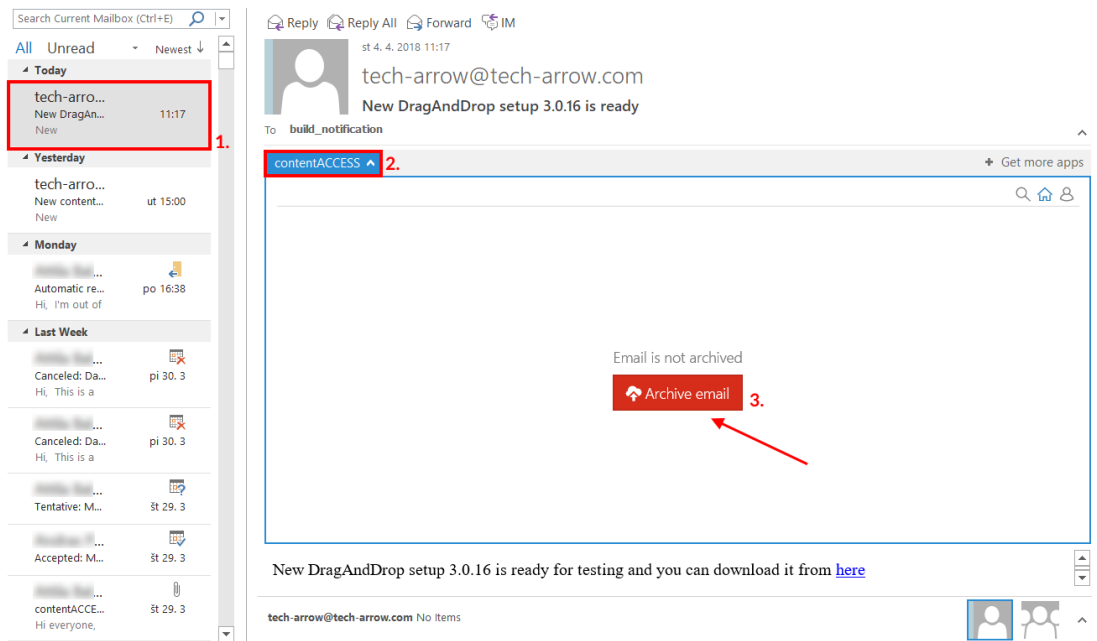 Search Current Mailbox (Ctrl+E)
All Unread Newest ↓
Today
tech-arro...
New DragAn... 11:17
New
1.
Yesterday
tech-arro...
New content... ut 15:00
New
Monday
...
Automatic re... po 16:38
Hi, I'm out of
Last Week
...
Canceled: Da... pi 30. 3
Hi, This is a
...
Canceled: Da... pi 30. 3
Hi, This is a
...
Tentative: M... št 29. 3
...
Accepted: M... št 29. 3
...
contentACCE... št 29. 3
Hi everyone,
Reply Reply All Forward IM
st 4. 4. 2018 11:17
tech-arrow@tech-arrow.com
New DragAndDrop setup 3.0.16 is ready
To build_notification
contentACCESS 2. + Get more apps
Email is not archived
Archive email 3.
New DragAndDrop setup 3.0.16 is ready for testing and you can download it from here
tech-arrow@tech-arrow.com No Items